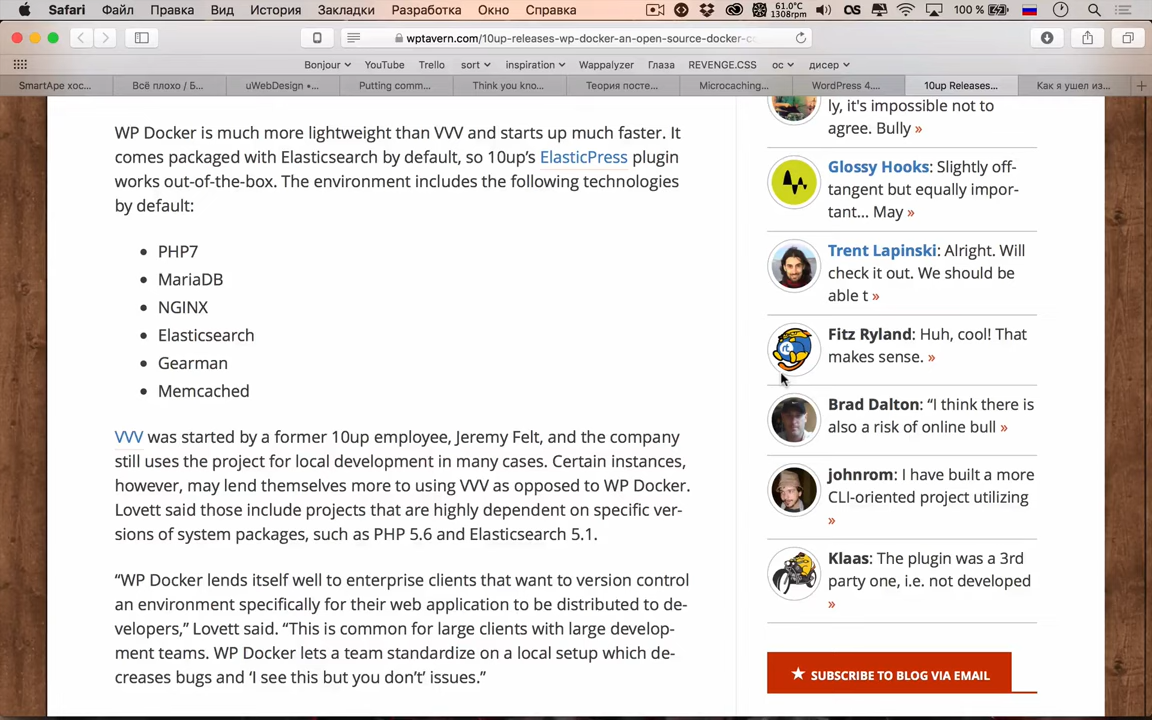 Safari Файл Правка Вид История Закладки Разработка Окно Справка
61.0°C
1308rpm
100 %
wptavern.com/10up-releases-wp-docker-an-open-source-docker-c
Bonjour YouTube Trello sort inspiration Wappalyzer Глаза REVENGE.CSS ос дисер
SmartApe хос... Всё плохо / Б... uWebDesign •... Putting comm... Think you kno... Теория посте... Microcaching... WordPress 4.... 10up Releases... Как я ушел из...
WP Docker is much more lightweight than VVV and starts up much faster. It
comes packaged with Elasticsearch by default, so 10up’s ElasticPress plugin
works out-of-the-box. The environment includes the following technologies
by default:
• PHP7
• MariaDB
• NGINX
• Elasticsearch
• Gearman
• Memcached
VVV was started by a former 10up employee, Jeremy Felt, and the company
still uses the project for local development in many cases. Certain instances,
however, may lend themselves more to using VVV as opposed to WP Docker.
Lovett said those include projects that are highly dependent on specific ver-
sions of system packages, such as PHP 5.6 and Elasticsearch 5.1.
“WP Docker lends itself well to enterprise clients that want to version control
an environment specifically for their web application to be distributed to de-
velopers,” Lovett said. “This is common for large clients with large develop-
ment teams. WP Docker lets a team standardize on a local setup which de-
creases bugs and ‘I see this but you don’t’ issues.”
ly, it's impossible not to
agree. Bully »
Glossy Hooks: Slightly off-
tangent but equally impor-
tant... May »
Trent Lapinski: Alright. Will
check it out. We should be
able t »
Fitz Ryland: Huh, cool! That
makes sense. »
Brad Dalton: “I think there is
also a risk of online bull »
johnrom: I have built a more
CLI-oriented project utilizing
»
Klaas: The plugin was a 3rd
party one, i.e. not developed
»
★ SUBSCRIBE TO BLOG VIA EMAIL